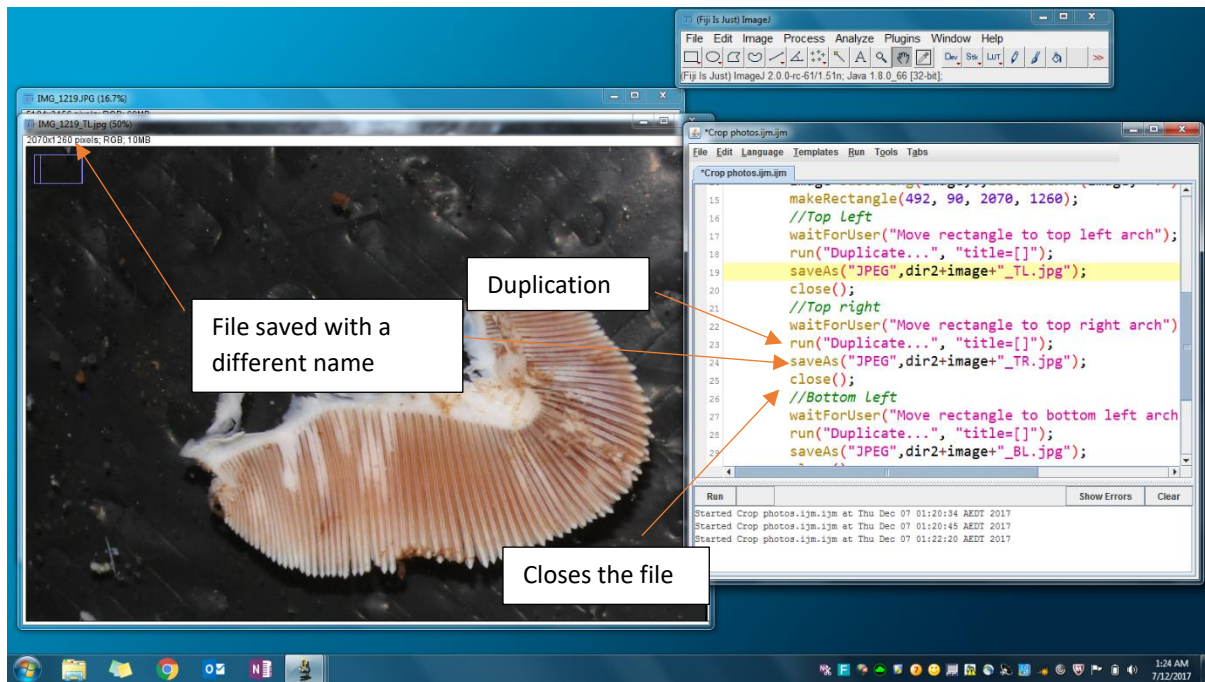 (Fiji Is Just) ImageJ
File Edit Image Process Analyze Plugins Window Help
Dev Stk LUT
(Fiji Is Just) ImageJ 2.0.0-rc-61/1.51n; Java 1.8.0_66 [32-bit];
IMG_1219.JPG (16.7%)
IMG_1219_TL.jpg (50%)
2070x1260 pixels; RGB; 10MB
File saved with a
different name
Duplication
Closes the file
*Crop photos.ijm.ijm
File Edit Language Templates Run Tools Tabs
*Crop photos.ijm.ijm
15 makeRectangle(492, 90, 2070, 1260);
16 //Top Left
17 waitForUser("Move rectangle to top left arch");
18 run("Duplicate...", "title=[]");
19 saveAs("JPEG",dir2+image+"_TL.jpg");
20 close();
21 //Top right
22 waitForUser("Move rectangle to top right arch")
23 run("Duplicate...", "title=[]");
24 saveAs("JPEG",dir2+image+"_TR.jpg");
25 close();
26 //Bottom Left
27 waitForUser("Move rectangle to bottom left arch
28 run("Duplicate...", "title=[]");
29 saveAs("JPEG",dir2+image+"_BL.jpg");
Run Show Errors Clear
Started Crop photos.ijm.ijm at Thu Dec 07 01:20:34 AEDT 2017
Started Crop photos.ijm.ijm at Thu Dec 07 01:20:45 AEDT 2017
Started Crop photos.ijm.ijm at Thu Dec 07 01:22:20 AEDT 2017
1:24 AM
7/12/2017